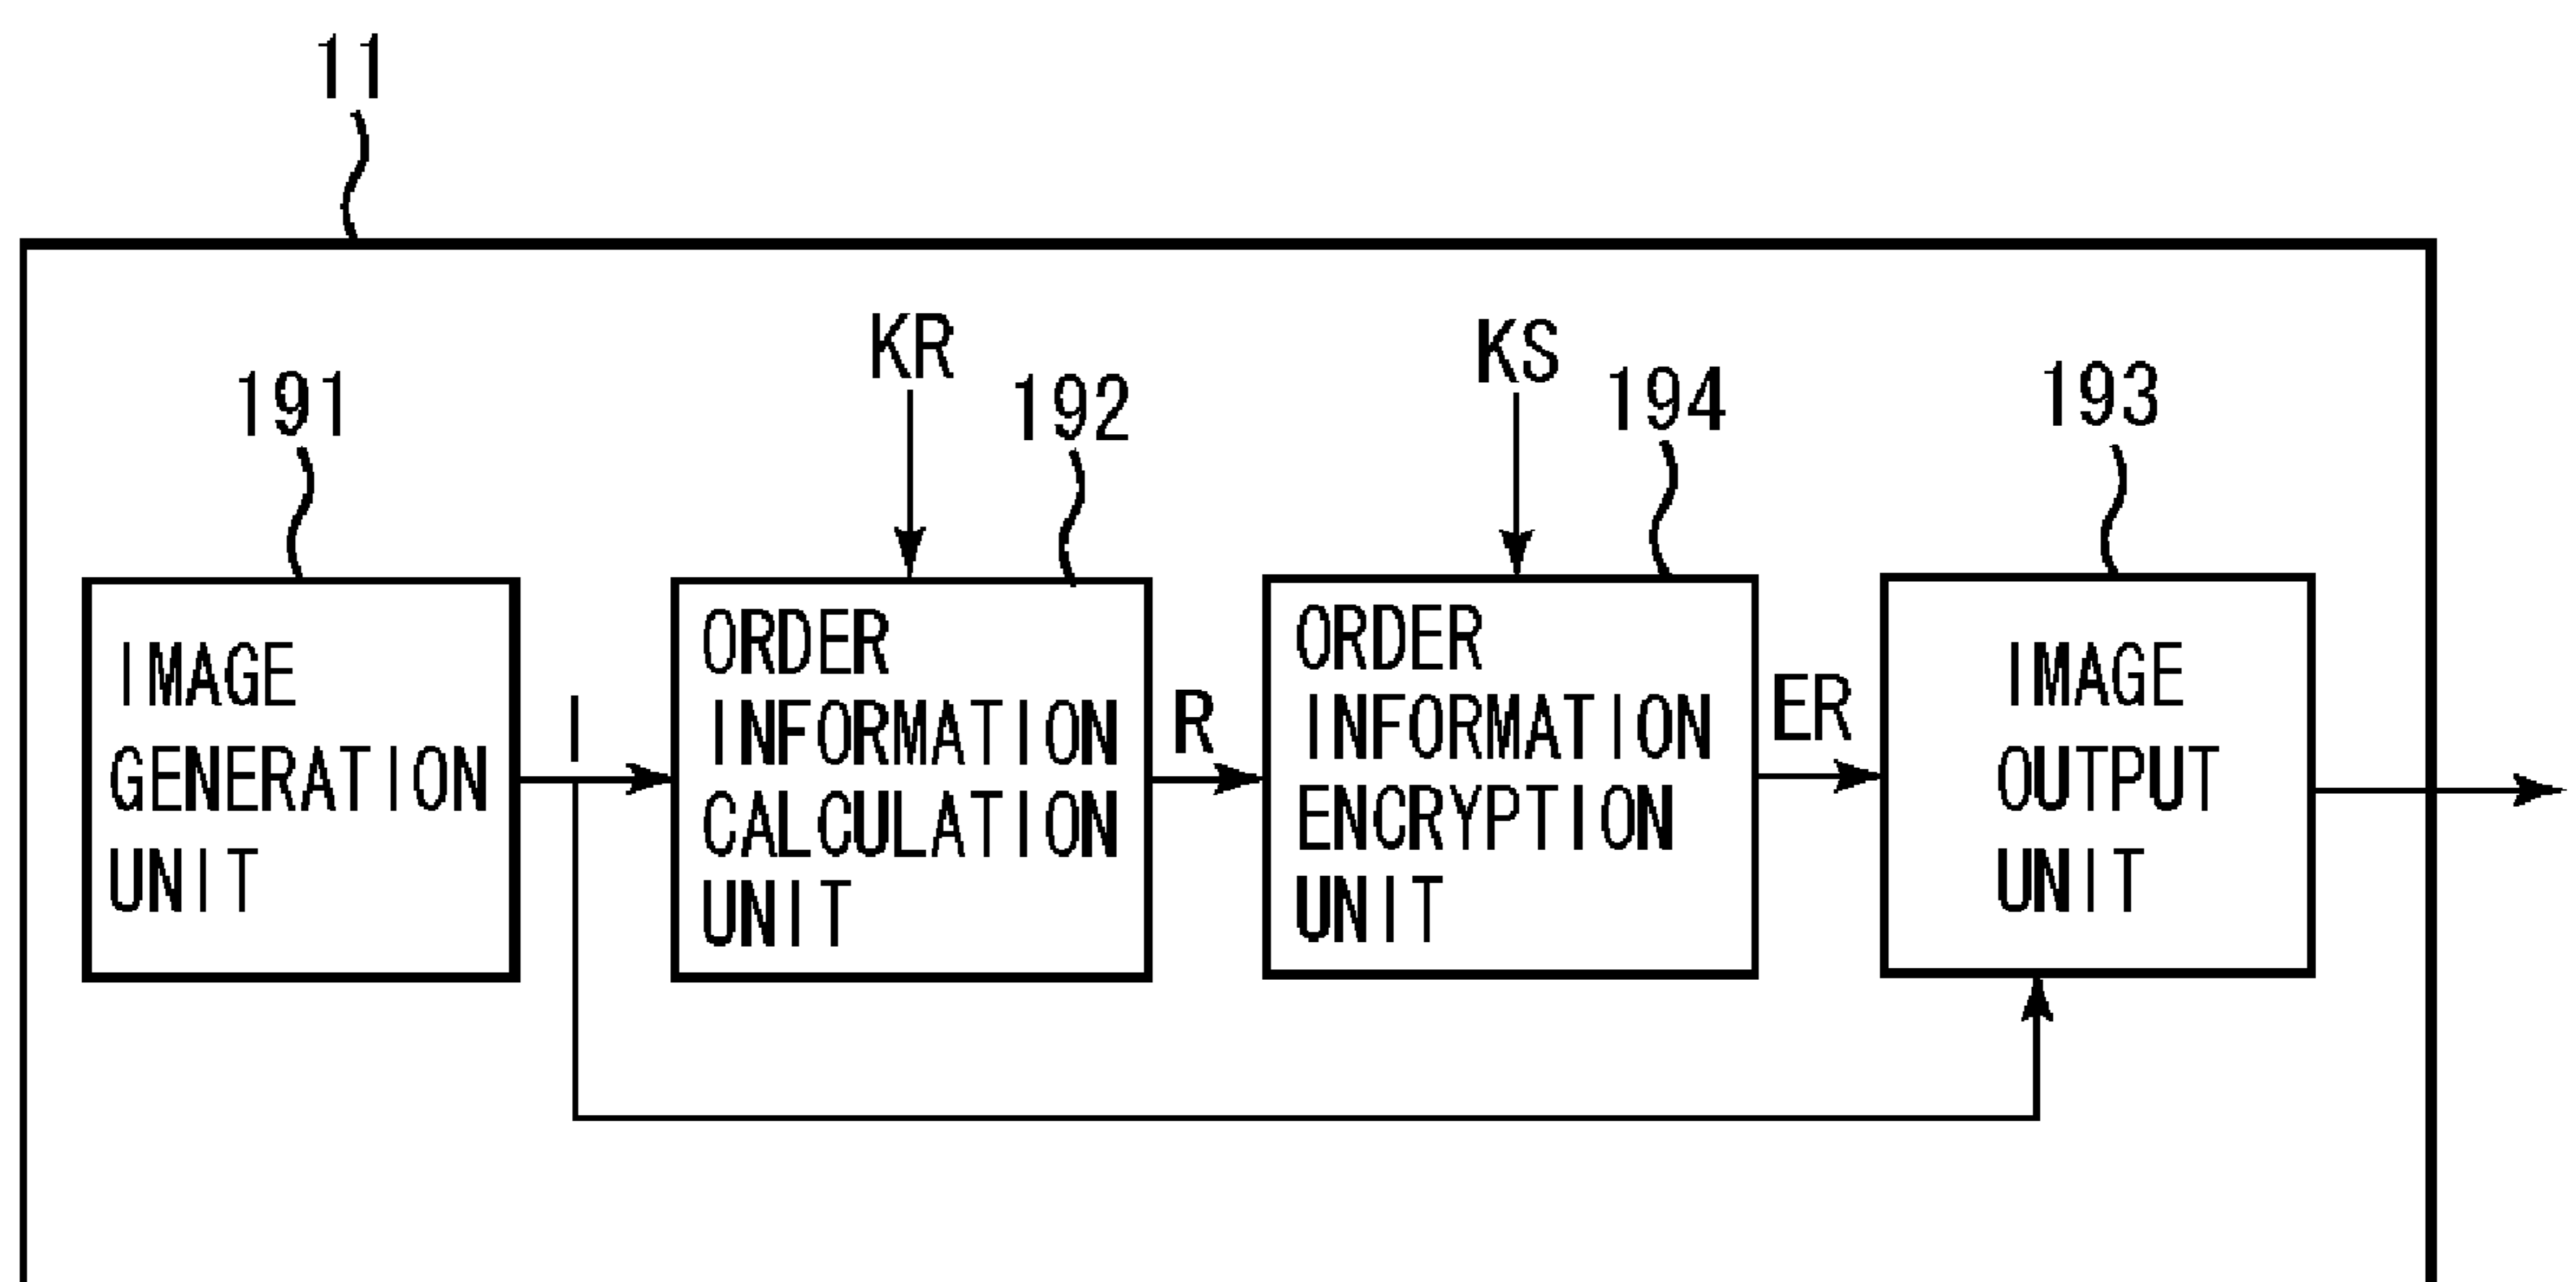 11
KR
KS
191
192
194
193
IMAGE
GENERATION
UNIT
I
ORDER
INFORMATION
CALCULATION
UNIT
R
ORDER
INFORMATION
ENCRYPTION
UNIT
ER
IMAGE
OUTPUT
UNIT